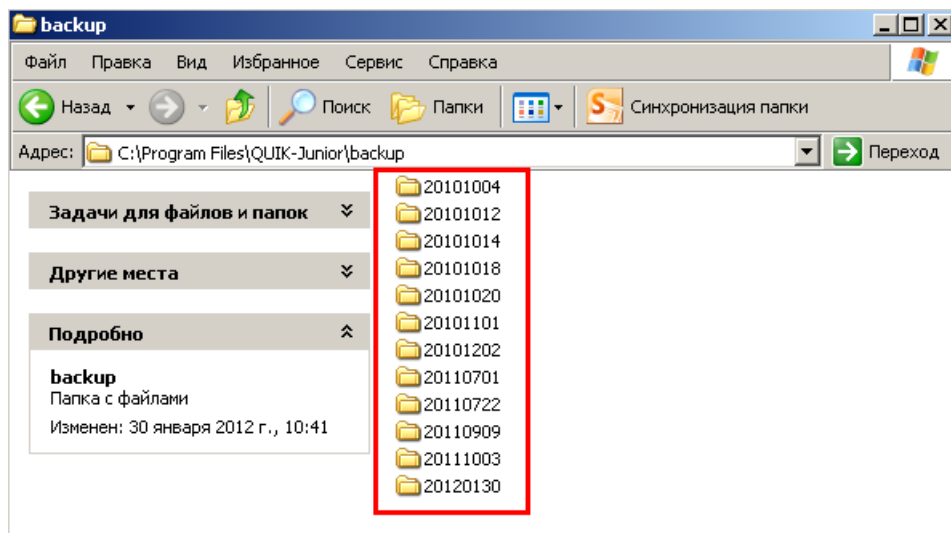 backup
Файл Правка Вид Избранное Сервис Справка
Назад Поиск Папки S Синхронизация папки
Адрес: C:\Program Files\QUIK-Junior\backup Переход
Задачи для файлов и папок
Другие места
Подробно
backup
Папка с файлами
Изменен: 30 января 2012 г., 10:41
20101004
20101012
20101014
20101018
20101020
20101101
20101202
20110701
20110722
20110909
20111003
20120130